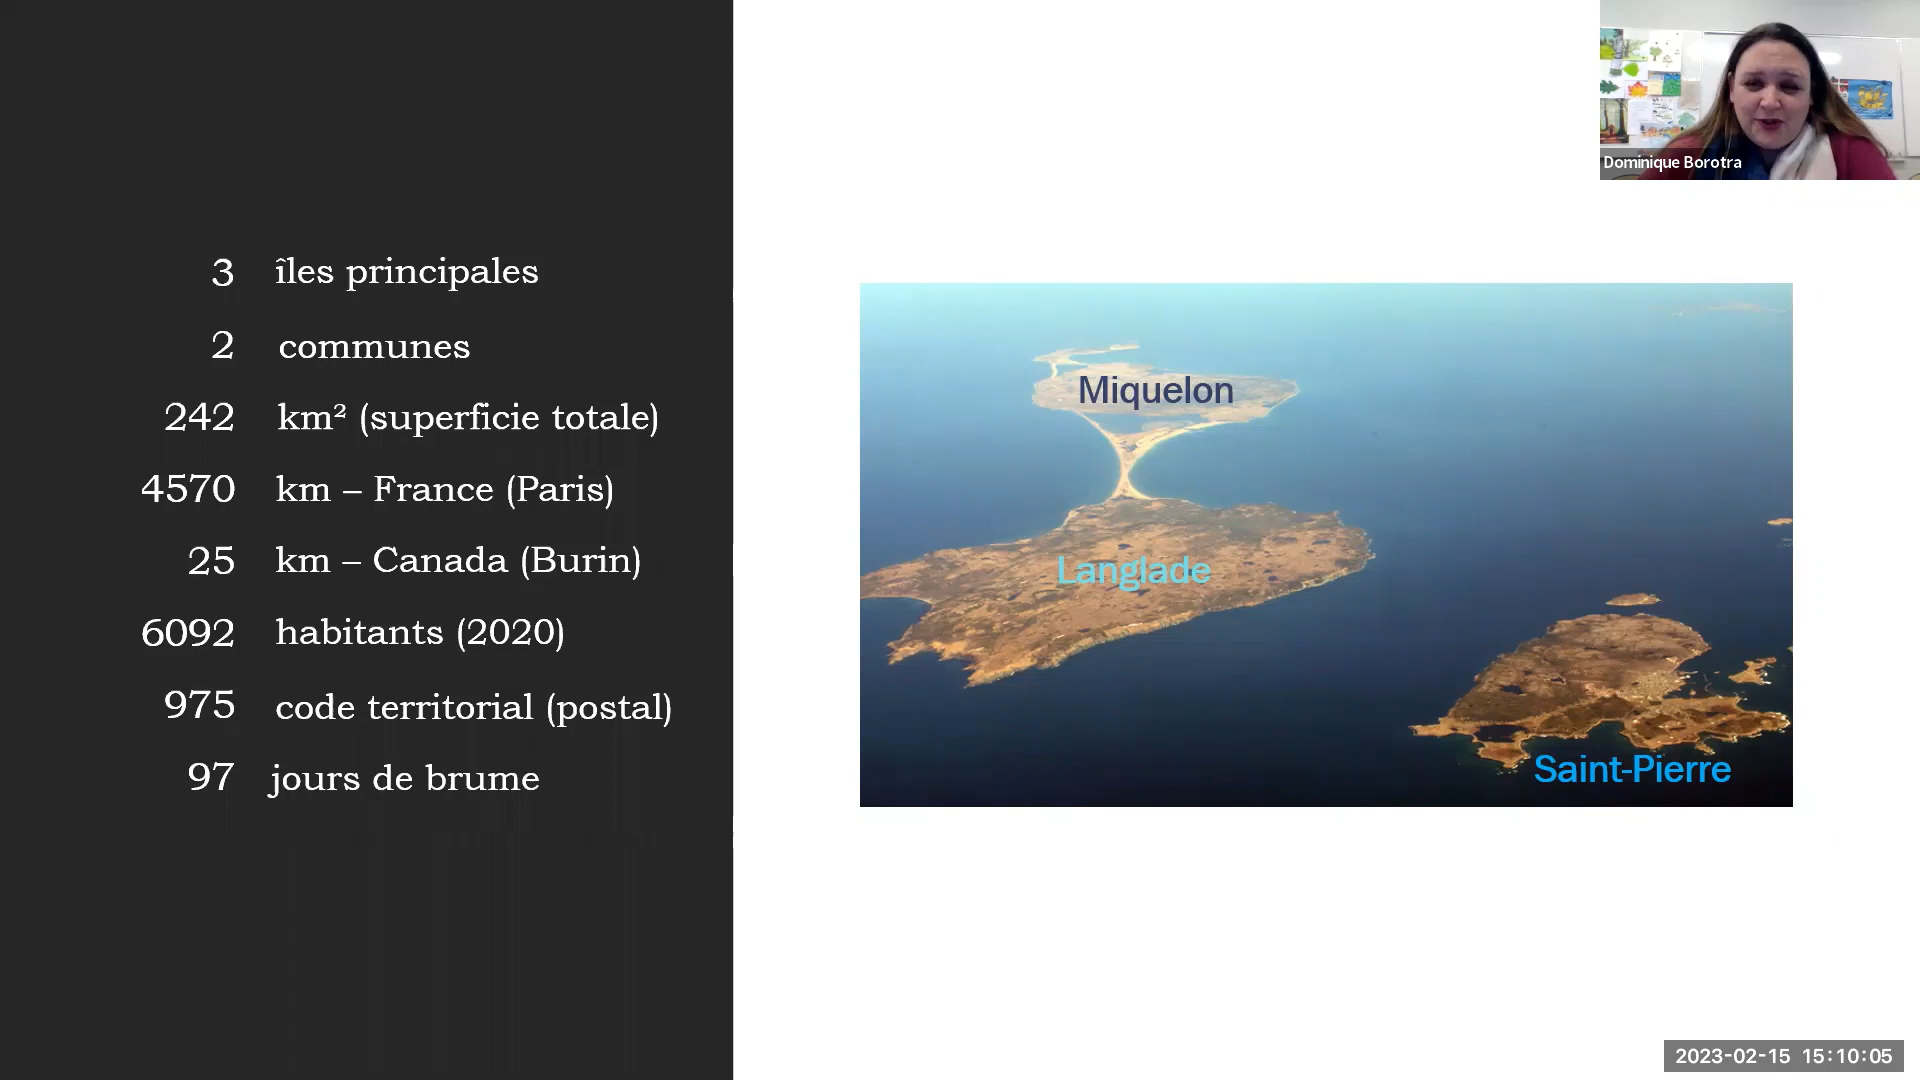 3 îles principales
2 communes
242 km² (superficie totale)
4570 km – France (Paris)
25 km – Canada (Burin)
6092 habitants (2020)
975 code territorial (postal)
97 jours de brume
Miquelon
Langlade
Saint-Pierre
Dominique Borotra
2023-02-15 15:10:05